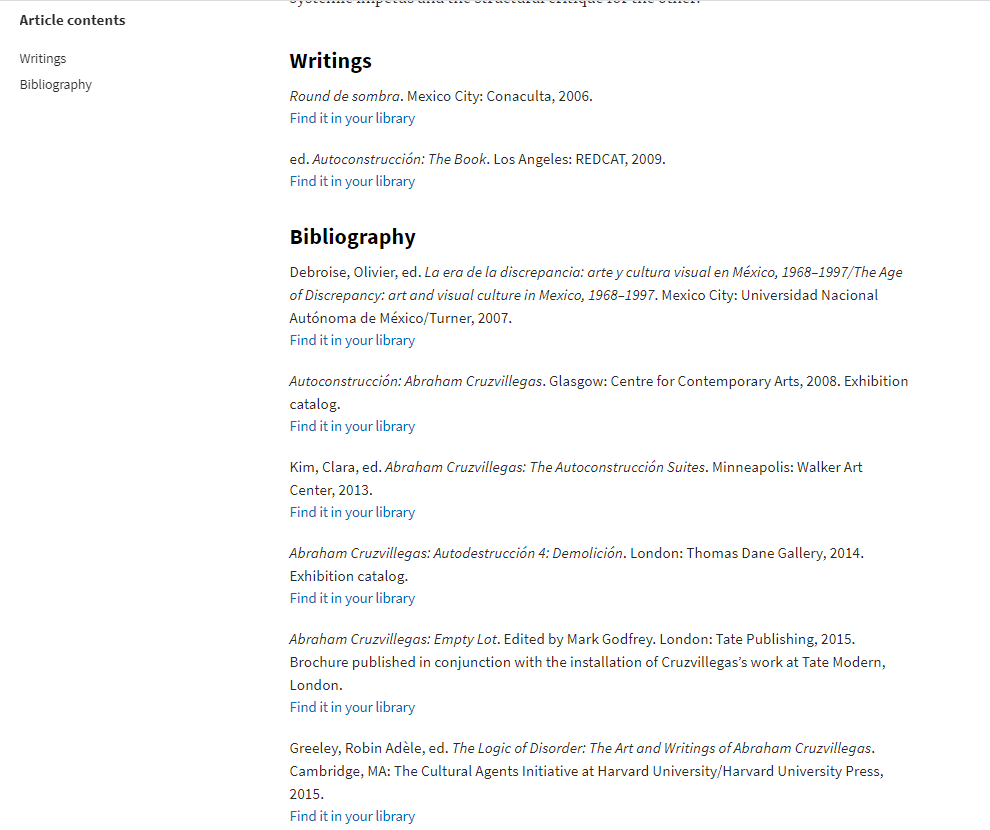 systemic impetus and the structural critique for the other.
Article contents
Writings
Bibliography
Writings
Round de sombra. Mexico City: Conaculta, 2006.
Find it in your library
ed. Autoconstrucción: The Book. Los Angeles: REDCAT, 2009.
Find it in your library
Bibliography
Debroise, Olivier, ed. La era de la discrepancia: arte y cultura visual en México, 1968–1997/The Age
of Discrepancy: art and visual culture in Mexico, 1968–1997. Mexico City: Universidad Nacional
Autónoma de México/Turner, 2007.
Find it in your library
Autoconstrucción: Abraham Cruzvillegas. Glasgow: Centre for Contemporary Arts, 2008. Exhibition
catalog.
Find it in your library
Kim, Clara, ed. Abraham Cruzvillegas: The Autoconstrucción Suites. Minneapolis: Walker Art
Center, 2013.
Find it in your library
Abraham Cruzvillegas: Autodestrucción 4: Demolición. London: Thomas Dane Gallery, 2014.
Exhibition catalog.
Find it in your library
Abraham Cruzvillegas: Empty Lot. Edited by Mark Godfrey. London: Tate Publishing, 2015.
Brochure published in conjunction with the installation of Cruzvillegas’s work at Tate Modern,
London.
Find it in your library
Greeley, Robin Adèle, ed. The Logic of Disorder: The Art and Writings of Abraham Cruzvillegas.
Cambridge, MA: The Cultural Agents Initiative at Harvard University/Harvard University Press,
2015.
Find it in your library